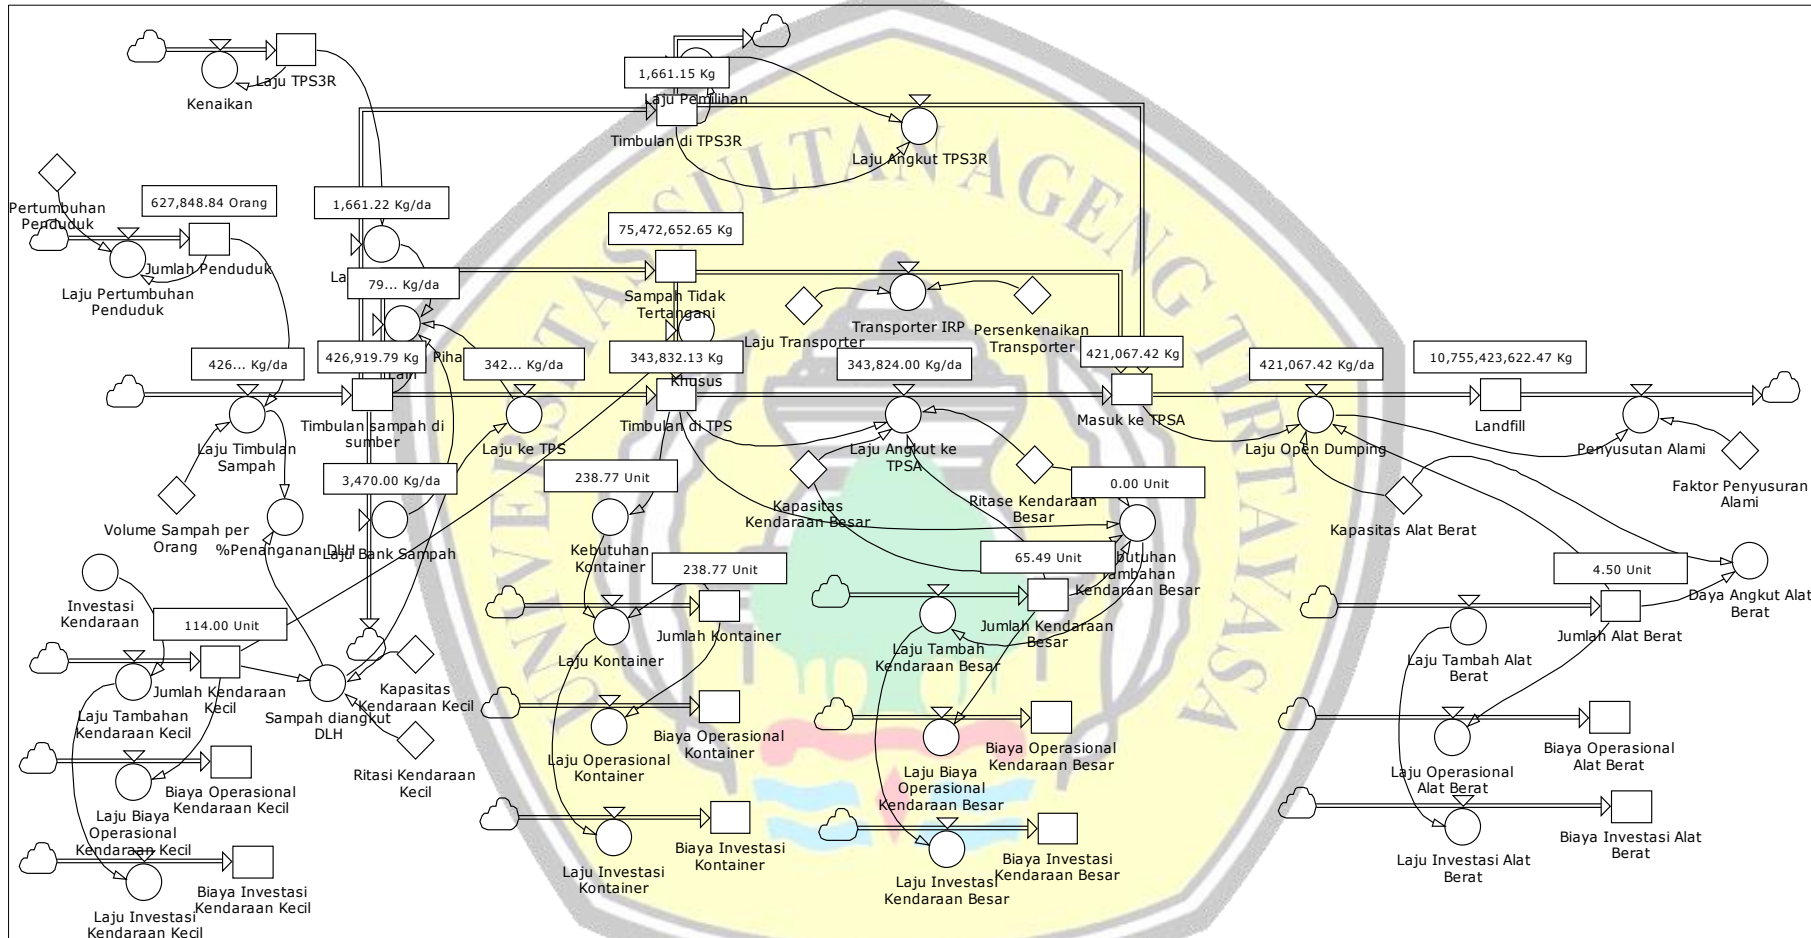 Laju TPS3R
Kenaikan
1,661.15 Kg
Laju Pemilihan
Timbulan di TPS3R
Laju Angkut TPS3R
Pertumbuhan
Penduduk
627,848.84 Orang
Jumlah Penduduk
Laju Pertumbuhan
Penduduk
1,661.22 Kg/da
75,472,652.65 Kg
79... Kg/da
Sampah Tidak
Tertangani
Laju Transporter
Transporter IRP
Persenkenaikan
Transporter
426... Kg/da
426,919.79 Kg
342... Kg/da
343,832.13 Kg
Khusus
343,824.00 Kg/da
421,067.42 Kg
421,067.42 Kg/da
10,755,423,622.47 Kg
Laju Timbulan
Sampah
Timbulan sampah di
sumber
Laju ke TPS
Timbulan di TPS
Laju Angkut ke
TPSA
Masuk ke TPSA
Laju Open Dumping
Landfill
Penyusutan Alami
Faktor Penyusuran
Alami
3,470.00 Kg/da
238.77 Unit
0.00 Unit
Volume Sampah per
Orang
%Penanganan DLH
Laju Bank Sampah
Kebutuhan
Kontainer
Kapasitas
Kendaraan Besar
Ritase Kendaraan
Besar
Kapasitas Alat Berat
Investasi
Kendaraan
114.00 Unit
238.77 Unit
65.49 Unit
Kendaraan Besar
4.50 Unit
Daya Angkut Alat
Berat
Jumlah Kendaraan
Kecil
Laju Tambahan
Kendaraan Kecil
Sampah diangkut
DLH
Kapasitas
Kendaraan Kecil
Ritasi Kendaraan
Kecil
Laju Kontainer
Jumlah Kontainer
Laju Tambah
Kendaraan Besar
Jumlah Kendaraan
Besar
Laju Tambah Alat
Berat
Jumlah Alat Berat
Biaya Operasional
Kendaraan Kecil
Laju Biaya
Operasional
Kendaraan Kecil
Laju Operasional
Kontainer
Biaya Operasional
Kontainer
Laju Biaya
Operasional
Kendaraan Besar
Biaya Operasional
Kendaraan Besar
Laju Operasional
Alat Berat
Biaya Operasional
Alat Berat
Laju Investasi
Kendaraan Kecil
Biaya Investasi
Kendaraan Kecil
Laju Investasi
Kontainer
Biaya Investasi
Kontainer
Laju Investasi
Kendaraan Besar
Biaya Investasi
Kendaraan Besar
Laju Investasi Alat
Berat
Biaya Investasi Alat
Berat
UNIVERSITAS SULTAN AGENG TIRTAYASA